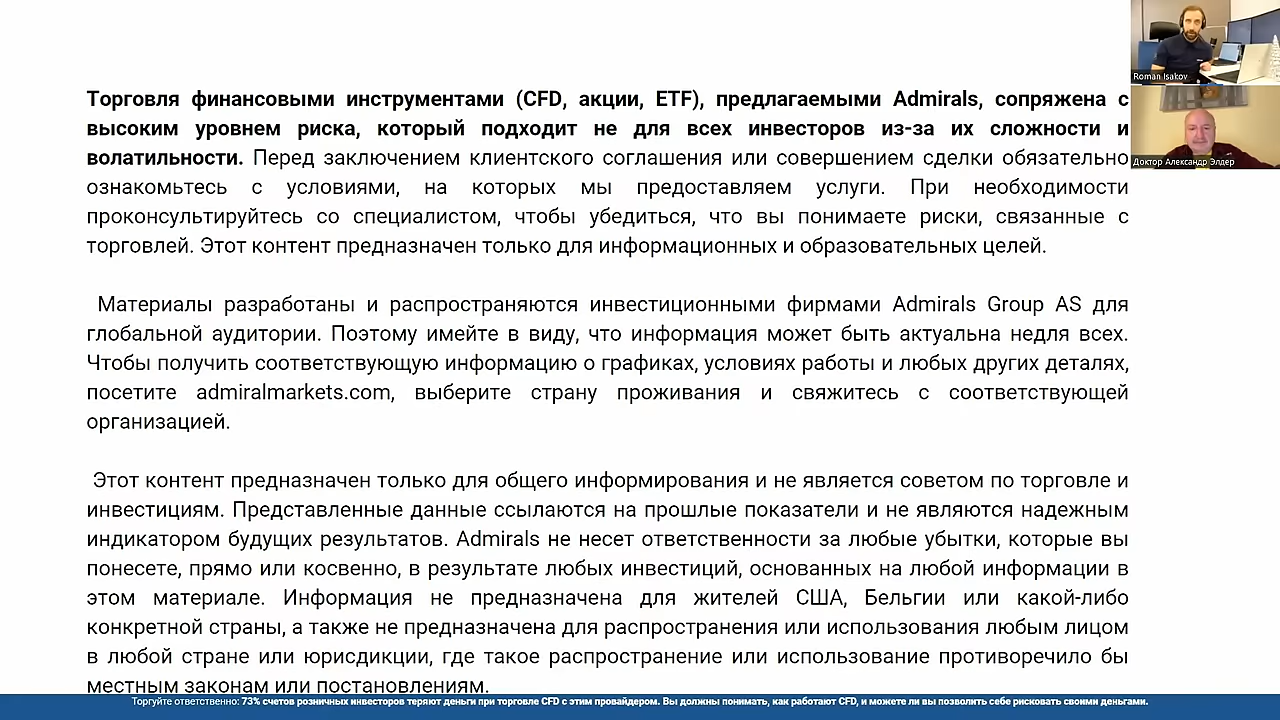 Торговля финансовыми инструментами (CFD, акции, ETF), предлагаемыми Admirals, сопряжена с
высоким уровнем риска, который подходит не для всех инвесторов из-за их сложности и
волатильности. Перед заключением клиентского соглашения или совершением сделки обязательно
ознакомьтесь с условиями, на которых мы предоставляем услуги. При необходимости
проконсультируйтесь со специалистом, чтобы убедиться, что вы понимаете риски, связанные с
торговлей. Этот контент предназначен только для информационных и образовательных целей.
Материалы разработаны и распространяются инвестиционными фирмами Admirals Group AS для
глобальной аудитории. Поэтому имейте в виду, что информация может быть актуальна недля всех.
Чтобы получить соответствующую информацию о графиках, условиях работы и любых других деталях,
посетите admiralmarkets.com, выберите страну проживания и свяжитесь с соответствующей
организацией.
Этот контент предназначен только для общего информирования и не является советом по торговле и
инвестициям. Представленные данные ссылаются на прошлые показатели и не являются надежным
индикатором будущих результатов. Admirals не несет ответственности за любые убытки, которые вы
понесете, прямо или косвенно, в результате любых инвестиций, основанных на любой информации в
этом материале. Информация не предназначена для жителей США, Бельгии или какой-либо
конкретной страны, а также не предназначена для распространения или использования любым лицом
в любой стране или юрисдикции, где такое распространение или использование противоречило бы
местным законам или постановлениям.
Торгуйте ответственно: 73% счетов розничных инвесторов теряют деньги при торговле CFD с этим провайдером. Вы должны понимать, как работают CFD, и можете ли вы позволить себе рисковать своими деньгами.
Roman Isakov
Доктор Александр Элдер